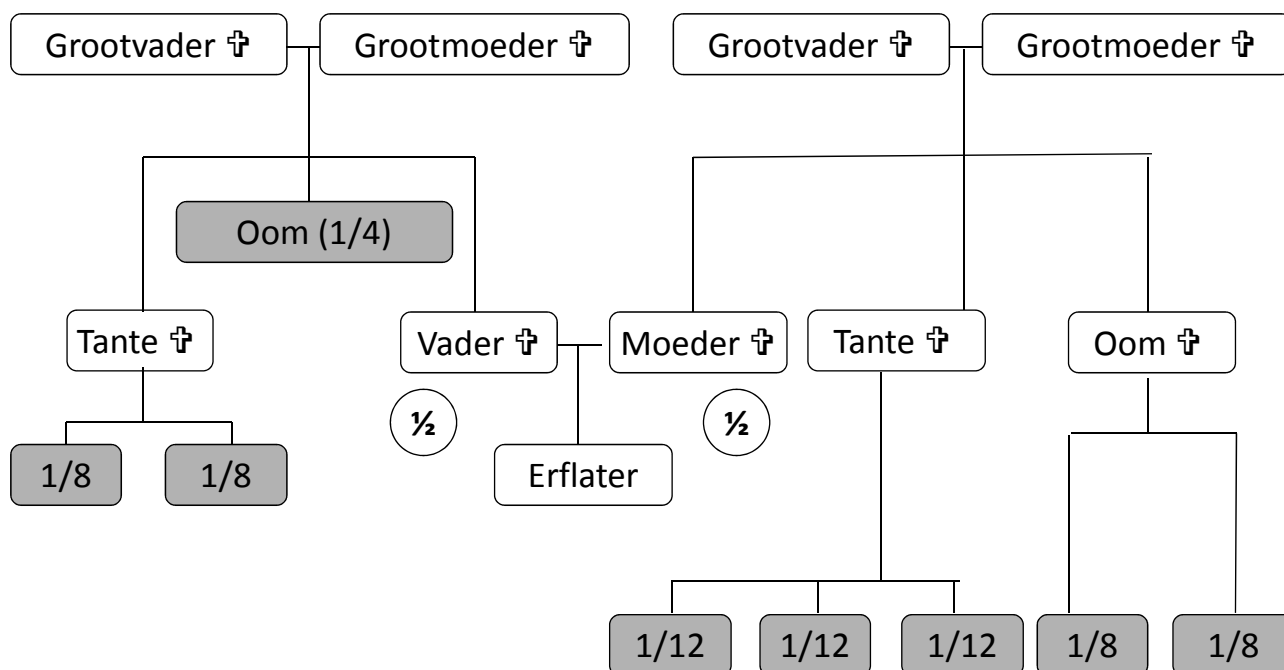 Grootvader ✞
Grootmoeder ✞
Grootvader ✞
Grootmoeder ✞
Oom (1/4)
Tante ✞
Vader ✞
Moeder ✞
Tante ✞
Oom ✞
½
½
1/8
1/8
Erflater
1/12
1/12
1/12
1/8
1/8